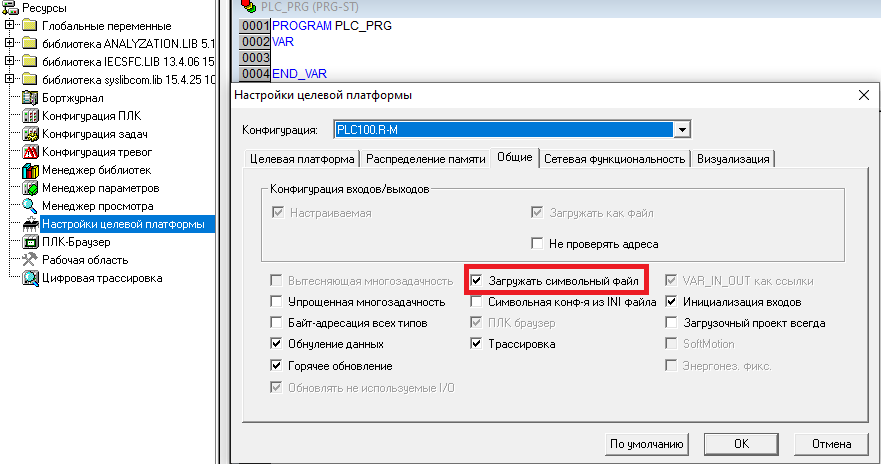 Ресурсы
Глобальные переменные
библиотека ANALYZATION.LIB 5.1
библиотека IECSFC.LIB 13.4.06 15
библиотека syslibcom.lib 15.4.25 10
Бортжурнал
Конфигурация ПЛК
Конфигурация задач
Конфигурация тревог
Менеджер библиотек
Менеджер параметров
Менеджер просмотра
Настройки целевой платформы
ПЛК-Браузер
Рабочая область
Цифровая трассировка
PLC_PRG (PRG-ST)
0001 PROGRAM PLC_PRG
0002 VAR
0003
0004 END_VAR
Настройки целевой платформы
Конфигурация: PLC100.R-M
Целевая платформа Распределение памяти Общие Сетевая функциональность Визуализация
Конфигурация входов/выходов
Настраиваемая Загружать как файл
Не проверять адреса
Вытесняющая многозадачность Загружать символьный файл VAR_IN_OUT как ссылки
Упрощенная многозадачность Символьная конф-я из INI файла Инициализация входов
Байт-адресация всех типов ПЛК браузер Загрузочный проект всегда
Обнуление данных Трассировка SoftMotion
Горячее обновление Энергонез. фикс.
Обновлять не используемые I/O
По умолчанию OK Отмена